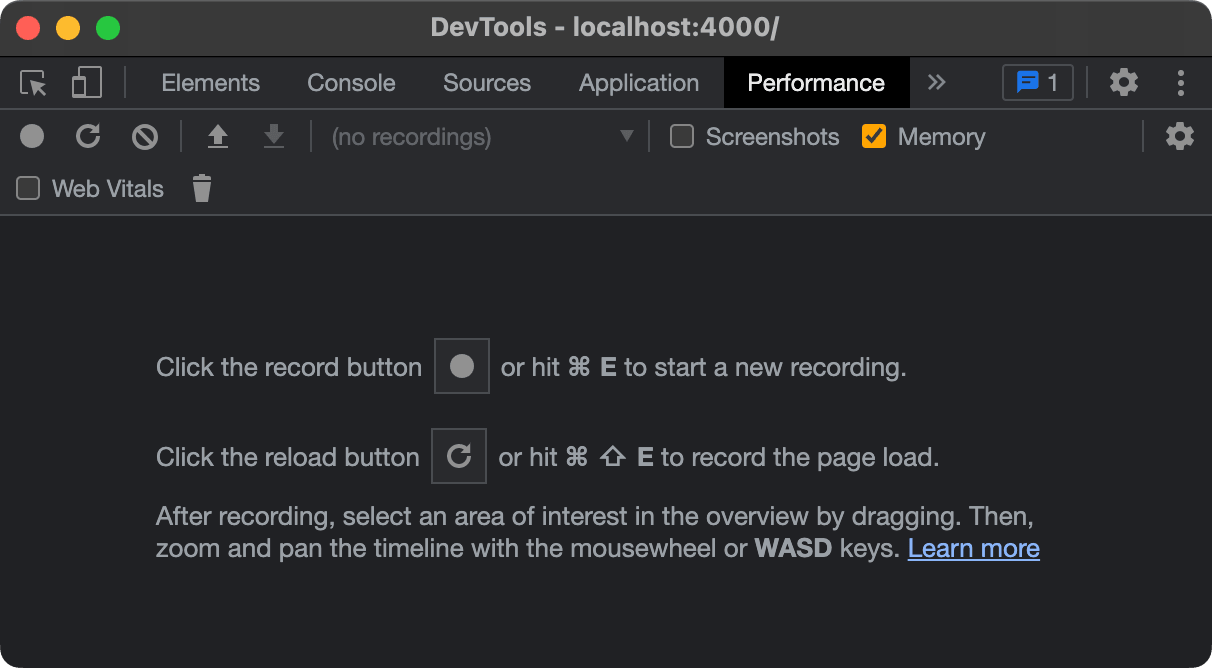 DevTools - localhost:4000/
Elements Console Sources Application Performance » 1
(no recordings) Screenshots Memory
Web Vitals
Click the record button or hit ⌘ E to start a new recording.
Click the reload button or hit ⌘ ⇧ E to record the page load.
After recording, select an area of interest in the overview by dragging. Then,
zoom and pan the timeline with the mousewheel or WASD keys. Learn more